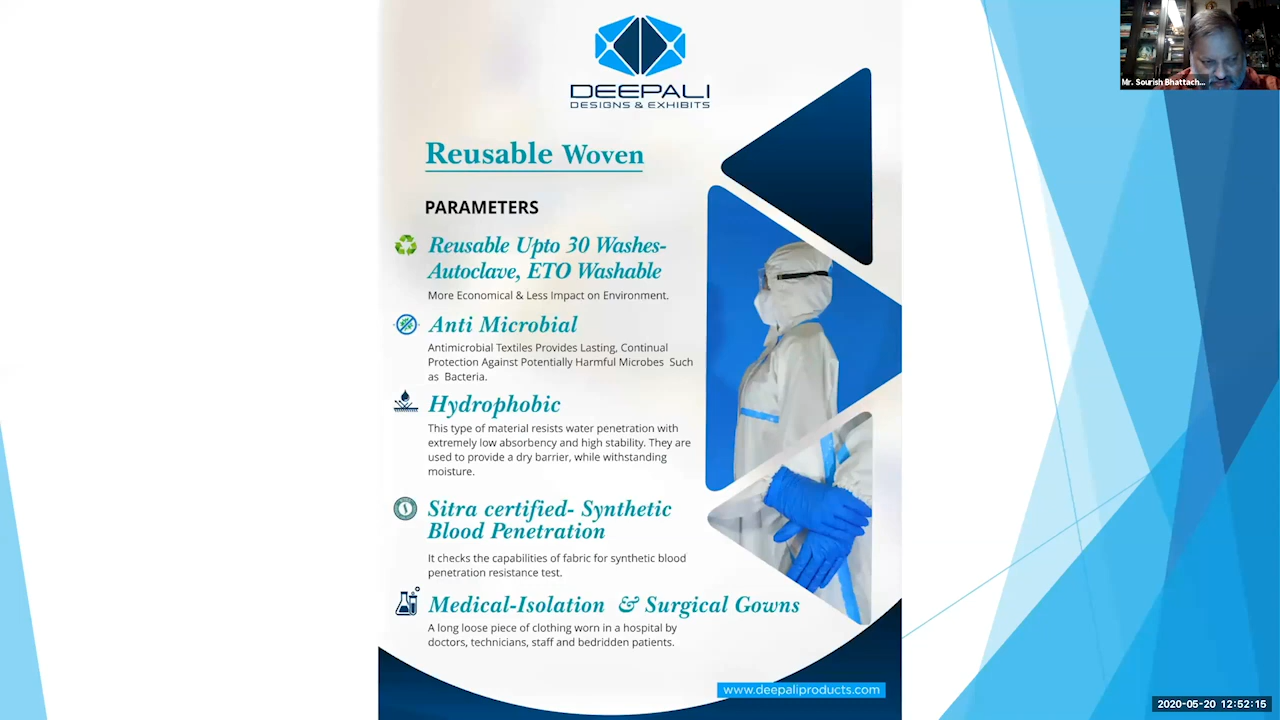 DEEPALI
DESIGNS & EXHIBITS
Mr. Sourish Bhattach...
Reusable Woven
PARAMETERS
Reusable Upto 30 Washes-
Autoclave, ETO Washable
More Economical & Less Impact on Environment.
Anti Microbial
Antimicrobial Textiles Provides Lasting, Continual
Protection Against Potentially Harmful Microbes Such
as Bacteria.
Hydrophobic
This type of material resists water penetration with
extremely low absorbency and high stability. They are
used to provide a dry barrier, while withstanding
moisture.
Sitra certified- Synthetic
Blood Penetration
It checks the capabilities of fabric for synthetic blood
penetration resistance test.
Medical-Isolation & Surgical Gowns
A long loose piece of clothing worn in a hospital by
doctors, technicians, staff and bedridden patients.
www.deepaliproducts.com
2020-05-20 12:52:15